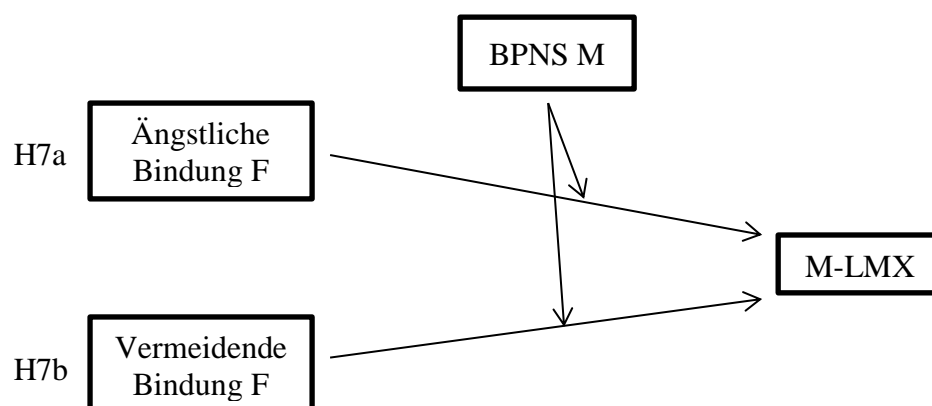 BPNS M
H7a
Ängstliche
Bindung F
M-LMX
H7b
Vermeidende
Bindung F